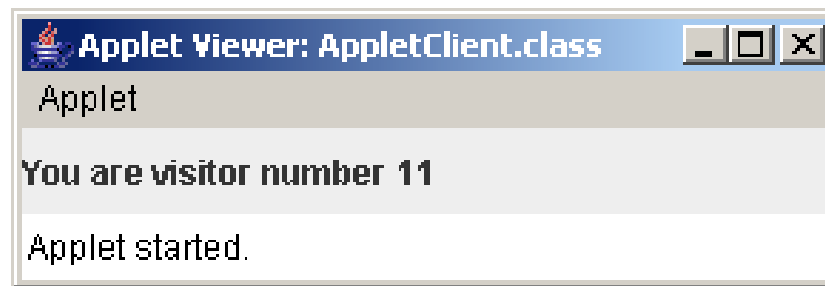 Applet Viewer: AppletClient.class
Applet
You are visitor number 11
Applet started.